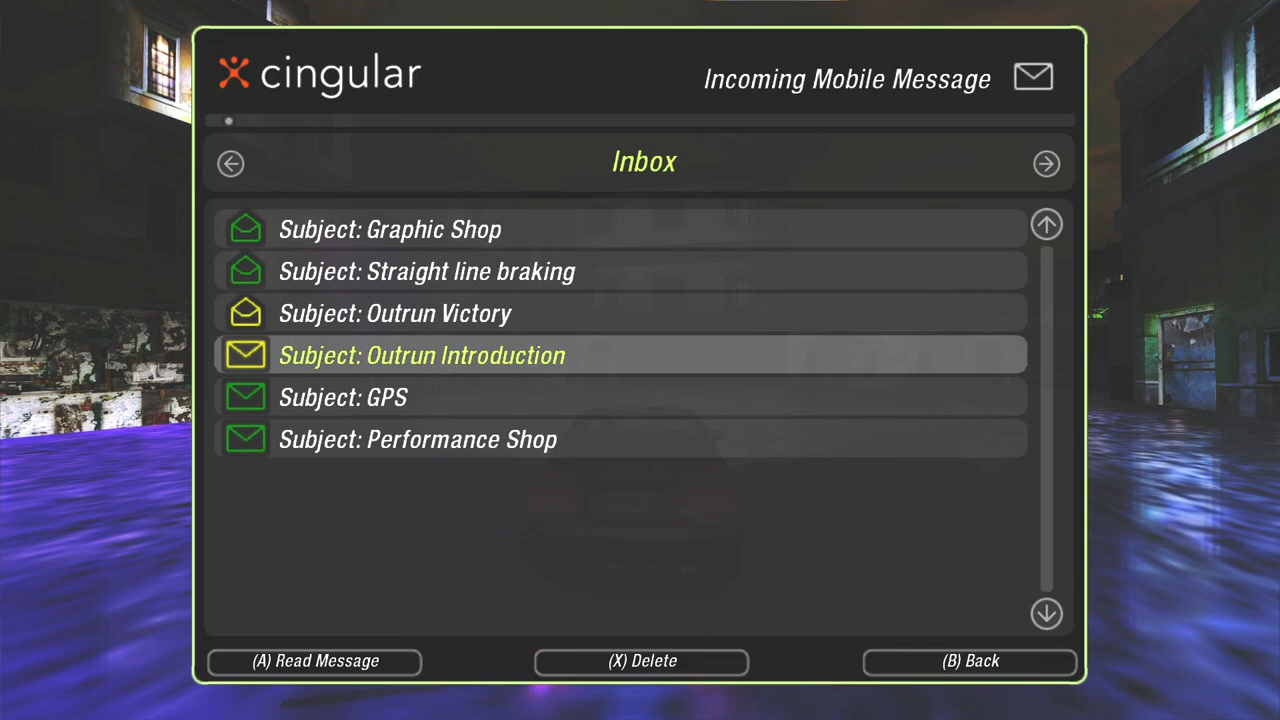 cingular
Incoming Mobile Message
Inbox
Subject: Graphic Shop
Subject: Straight line braking
Subject: Outrun Victory
Subject: Outrun Introduction
Subject: GPS
Subject: Performance Shop
(A) Read Message
(X) Delete
(B) Back